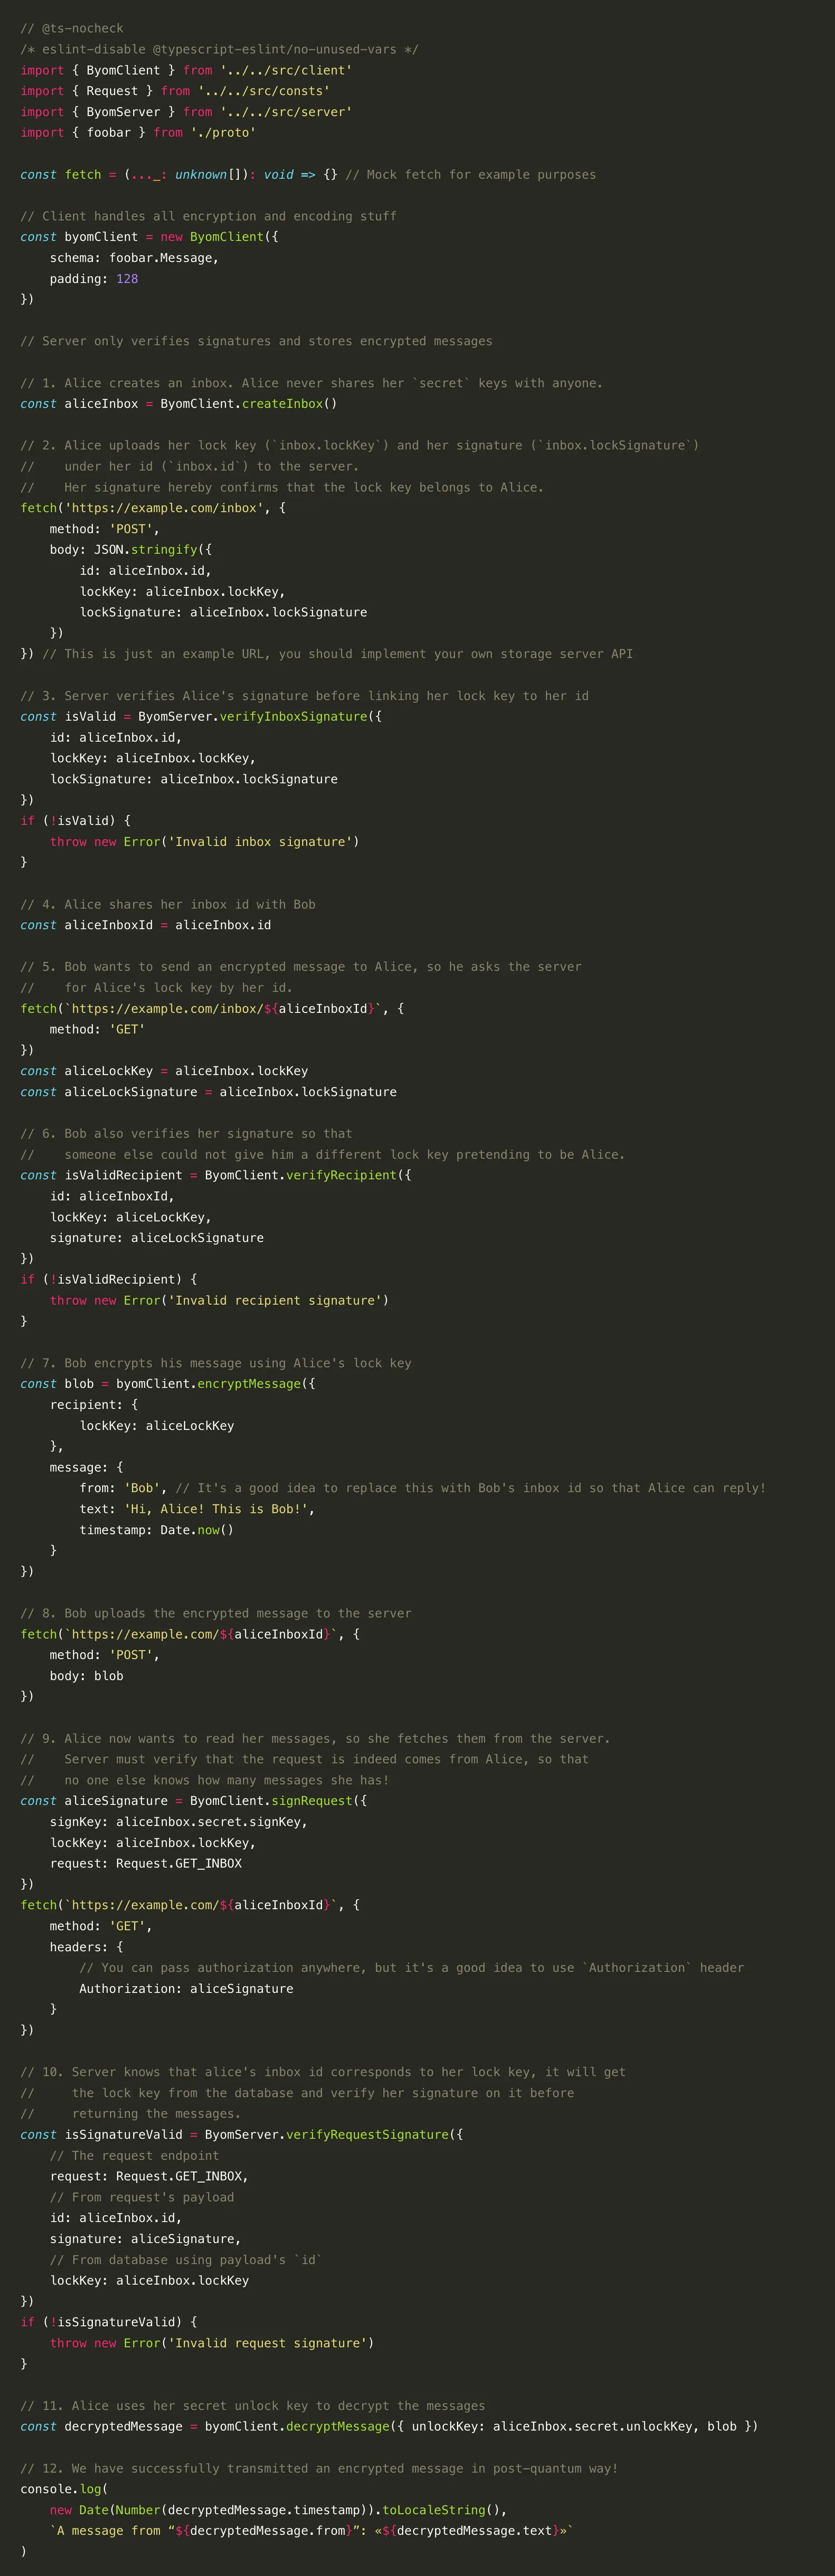 // @ts-nocheck
/* eslint-disable @typescript-eslint/no-unused-vars */
import { ByomClient } from '../../src/client'
import { Request } from '../../src/consts'
import { ByomServer } from '../../src/server'
import { foobar } from './proto'

const fetch = (..._: unknown[]): void => {} // Mock fetch for example purposes

// Client handles all encryption and encoding stuff
const byomClient = new ByomClient({
    schema: foobar.Message,
    padding: 128
})

// Server only verifies signatures and stores encrypted messages

// 1. Alice creates an inbox. Alice never shares her `secret` keys with anyone.
const aliceInbox = ByomClient.createInbox()

// 2. Alice uploads her lock key (`inbox.lockKey`) and her signature (`inbox.lockSignature`)
//    under her id (`inbox.id`) to the server.
//    Her signature hereby confirms that the lock key belongs to Alice.
fetch('https://example.com/inbox', {
    method: 'POST',
    body: JSON.stringify({
        id: aliceInbox.id,
        lockKey: aliceInbox.lockKey,
        lockSignature: aliceInbox.lockSignature
    })
}) // This is just an example URL, you should implement your own storage server API

// 3. Server verifies Alice's signature before linking her lock key to her id
const isValid = ByomServer.verifyInboxSignature({
    id: aliceInbox.id,
    lockKey: aliceInbox.lockKey,
    lockSignature: aliceInbox.lockSignature
})
if (!isValid) {
    throw new Error('Invalid inbox signature')
}

// 4. Alice shares her inbox id with Bob
const aliceInboxId = aliceInbox.id

// 5. Bob wants to send an encrypted message to Alice, so he asks the server
//    for Alice's lock key by her id.
fetch(`https://example.com/inbox/${aliceInboxId}`, {
    method: 'GET'
})
const aliceLockKey = aliceInbox.lockKey
const aliceLockSignature = aliceInbox.lockSignature

// 6. Bob also verifies her signature so that
//    someone else could not give him a different lock key pretending to be Alice.
const isValidRecipient = ByomClient.verifyRecipient({
    id: aliceInboxId,
    lockKey: aliceLockKey,
    signature: aliceLockSignature
})
if (!isValidRecipient) {
    throw new Error('Invalid recipient signature')
}

// 7. Bob encrypts his message using Alice's lock key
const blob = byomClient.encryptMessage({
    recipient: {
        lockKey: aliceLockKey
    },
    message: {
        from: 'Bob', // It's a good idea to replace this with Bob's inbox id so that Alice can reply!
        text: 'Hi, Alice! This is Bob!',
        timestamp: Date.now()
    }
})

// 8. Bob uploads the encrypted message to the server
fetch(`https://example.com/${aliceInboxId}`, {
    method: 'POST',
    body: blob
})

// 9. Alice now wants to read her messages, so she fetches them from the server.
//    Server must verify that the request is indeed comes from Alice, so that
//    no one else knows how many messages she has!
const aliceSignature = ByomClient.signRequest({
    signKey: aliceInbox.secret.signKey,
    lockKey: aliceInbox.lockKey,
    request: Request.GET_INBOX
})
fetch(`https://example.com/${aliceInboxId}`, {
    method: 'GET',
    headers: {
        // You can pass authorization anywhere, but it's a good idea to use `Authorization` header
        Authorization: aliceSignature
    }
})

// 10. Server knows that alice's inbox id corresponds to her lock key, it will get
//     the lock key from the database and verify her signature on it before
//     returning the messages.
const isSignatureValid = ByomServer.verifyRequestSignature({
    // The request endpoint
    request: Request.GET_INBOX,
    // From request's payload
    id: aliceInbox.id,
    signature: aliceSignature,
    // From database using payload's `id`
    lockKey: aliceInbox.lockKey
})
if (!isSignatureValid) {
    throw new Error('Invalid request signature')
}

// 11. Alice uses her secret unlock key to decrypt the messages
const decryptedMessage = byomClient.decryptMessage({ unlockKey: aliceInbox.secret.unlockKey, blob })

// 12. We have successfully transmitted an encrypted message in post-quantum way!
console.log(
    new Date(Number(decryptedMessage.timestamp)).toLocaleString(),
    `A message from “${decryptedMessage.from}”: «${decryptedMessage.text}»`
)